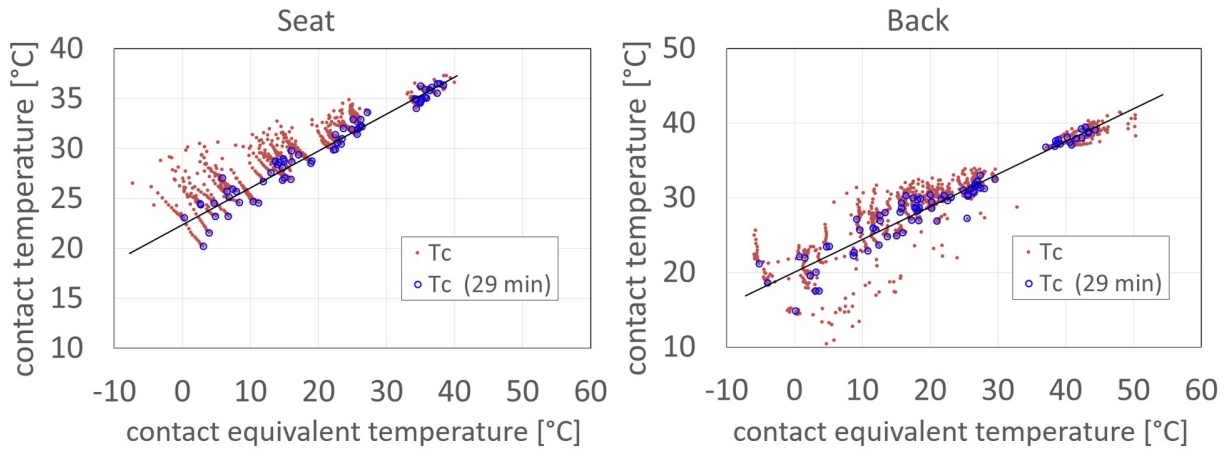 Seat
contact temperature [°C]
40
35
30
25
20
15
10
-10 0 10 20 30 40 50 60
contact equivalent temperature [°C]
Tc
Tc (29 min)
Back
contact temperature [°C]
50
40
30
20
10
-10 0 10 20 30 40 50 60
contact equivalent temperature [°C]
Tc
Tc (29 min)